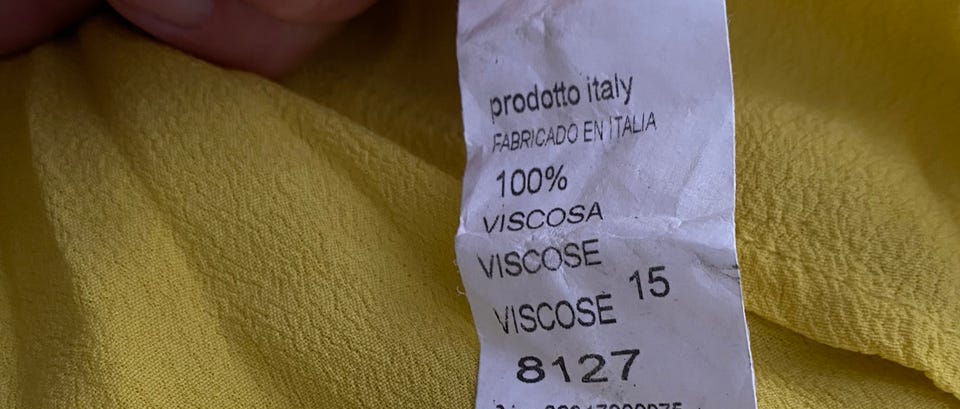 prodotto italy
FABRICADO EN ITALIA
100%
VISCOSA
VISCOSE
VISCOSE 15
8127